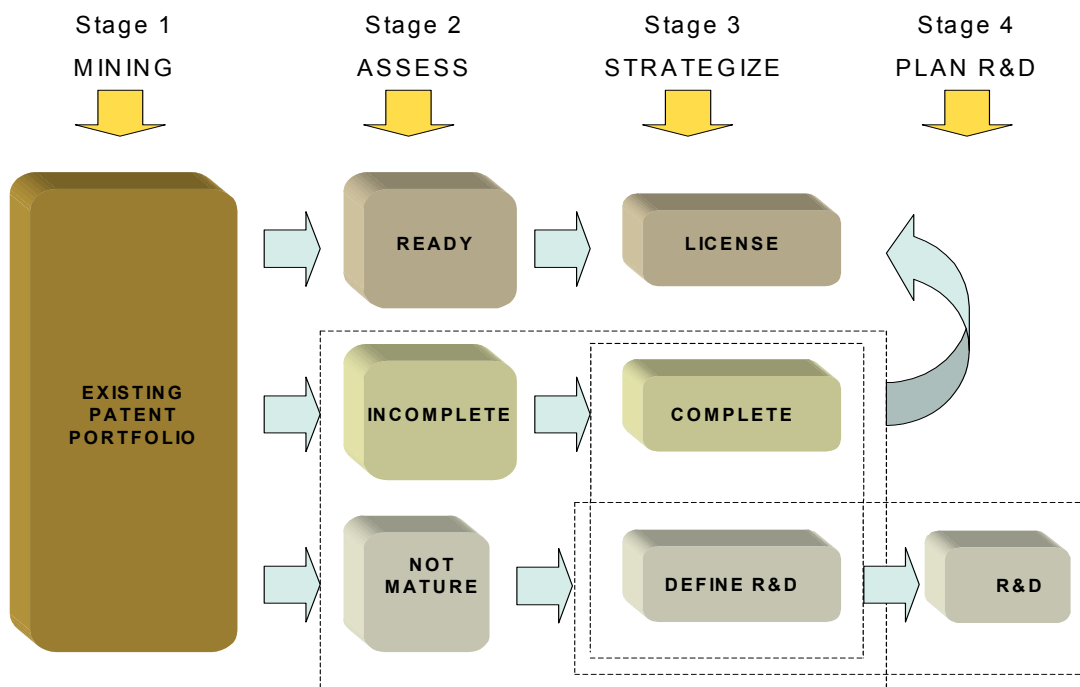 Stage 1
Stage 2
Stage 3
Stage 4
MINING
ASSESS
STRATEGIZE
PLAN R&D
READY
LICENSE
EXISTING
PATENT
PORTFOLIO
INCOMPLETE
COMPLETE
NOT
MATURE
DEFINE R&D
R&D